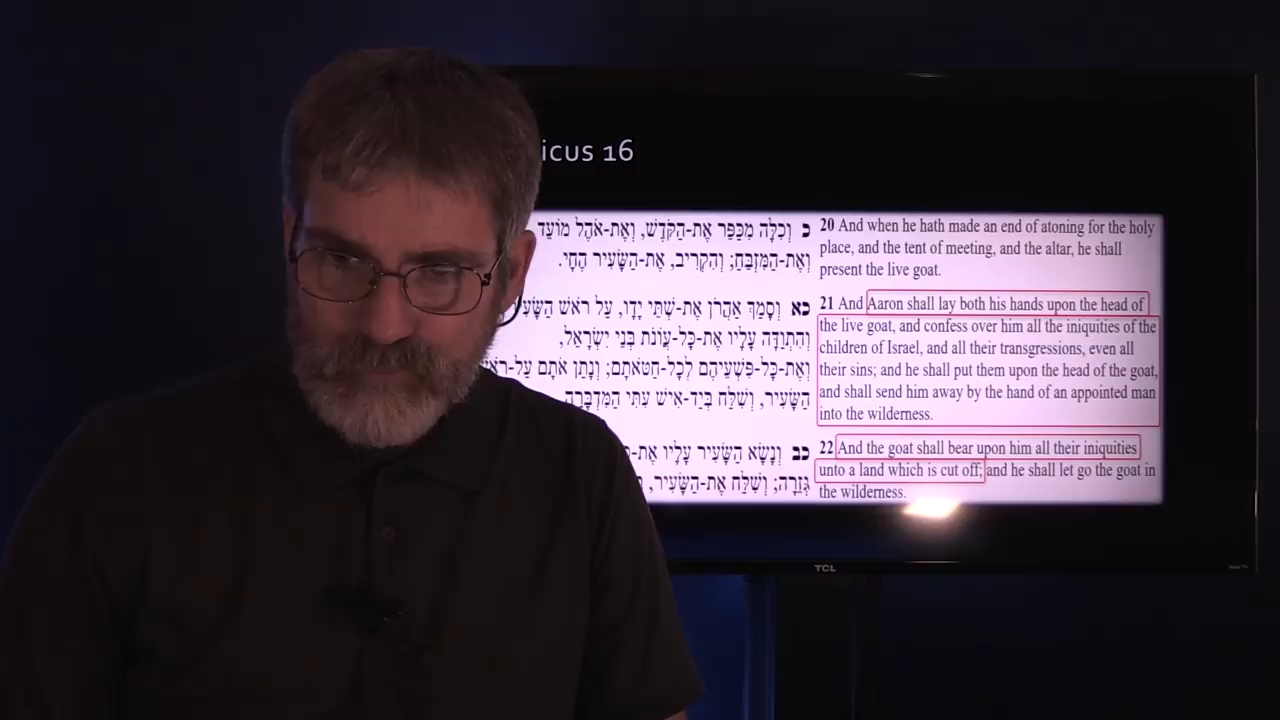 icus 16
כ וְכִלָּה מִכַּפֵּר אֶת-הַקֹּדֶשׁ, וְאֶת-אֹהֶל מוֹעֵד
וְאֶת-הַמִּזְבֵּחַ; וְהִקְרִיב, אֶת-הַשָּׂעִיר הֶחָי.
כא וְסָמַךְ אַהֲרֹן אֶת-שְׁתֵּי יָדָו, עַל רֹאשׁ הַשָּׂעִ
וְהִתְוַדָּה עָלָיו אֶת-כָּל-עֲוֺנֹת בְּנֵי יִשְׂרָאֵל,
וְאֶת-כָּל-פִּשְׁעֵיהֶם לְכָל-חַטֹּאתָם; וְנָתַן אֹתָם עַל-רֹאשׁ
הַשָּׂעִיר, וְשִׁלַּח בְּיַד-אִישׁ עִתִּי הַמִּדְבָּרָה.
כב וְנָשָׂא הַשָּׂעִיר עָלָיו אֶת-
גְּזֵרָה; וְשִׁלַּח אֶת-הַשָּׂעִיר,
20 And when he hath made an end of atoning for the holy
place, and the tent of meeting, and the altar, he shall
present the live goat.
21 And Aaron shall lay both his hands upon the head of
the live goat, and confess over him all the iniquities of the
children of Israel, and all their transgressions, even all
their sins; and he shall put them upon the head of the goat,
and shall send him away by the hand of an appointed man
into the wilderness.
22 And the goat shall bear upon him all their iniquities
unto a land which is cut off; and he shall let go the goat in
the wilderness.
TCL